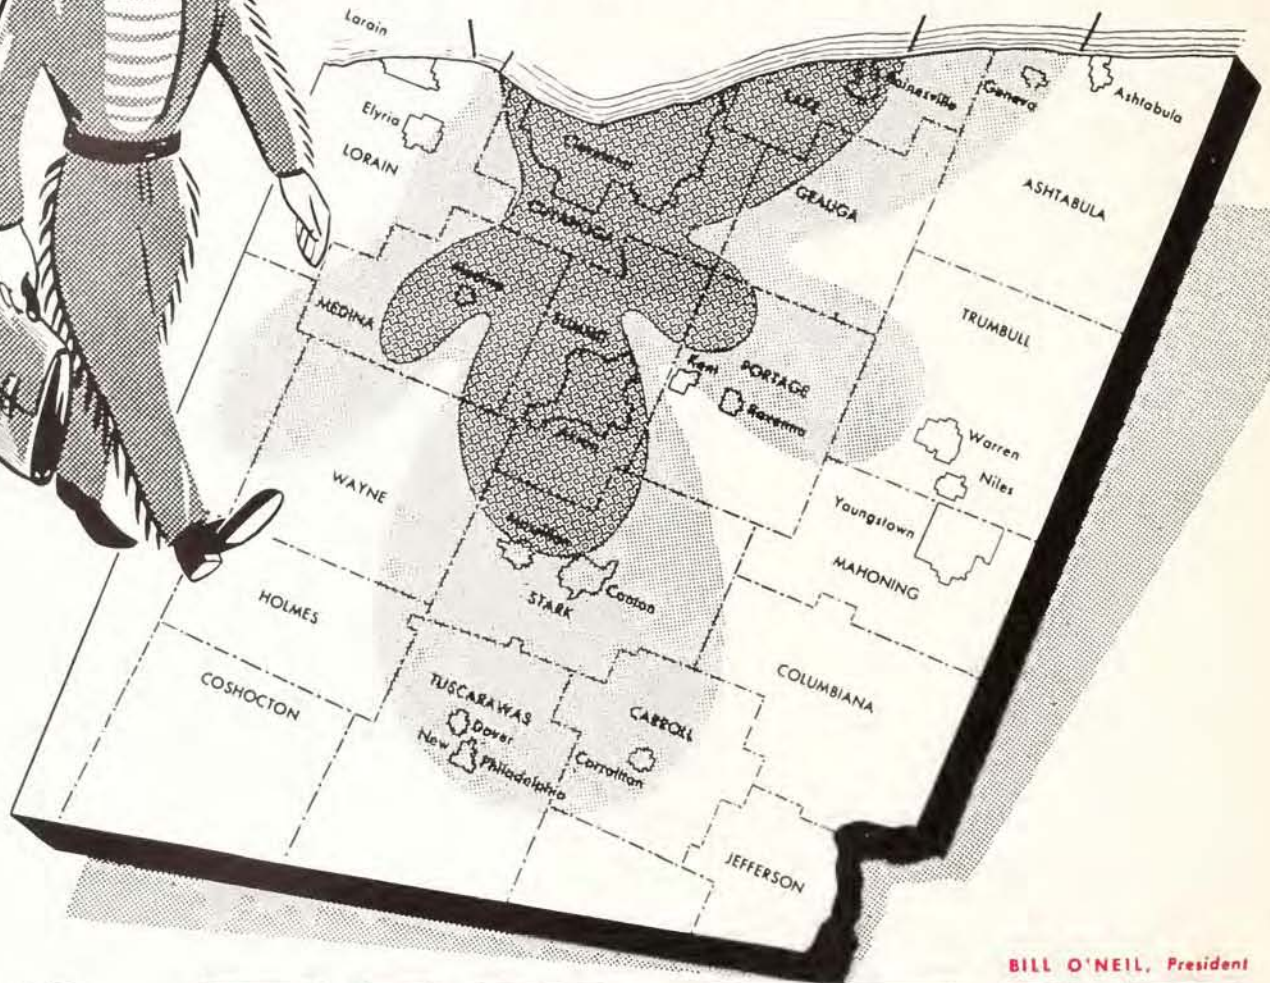 Lorain
Painesville
Geneva
Ashtabula
LAKE
Elyria
LORAIN
Cleveland
CUYAHOGA
GEAUGA
ASHTABULA
Medina
MEDINA
SUMMIT
TRUMBULL
Kent
PORTAGE
Ravenna
Akron
Warren
Niles
WAYNE
Youngstown
MAHONING
Massillon
Canton
STARK
HOLMES
COLUMBIANA
COSHOCTON
TUSCARAWAS
Dover
New
Philadelphia
CARROLL
Carrollton
JEFFERSON
BILL O'NEIL, President